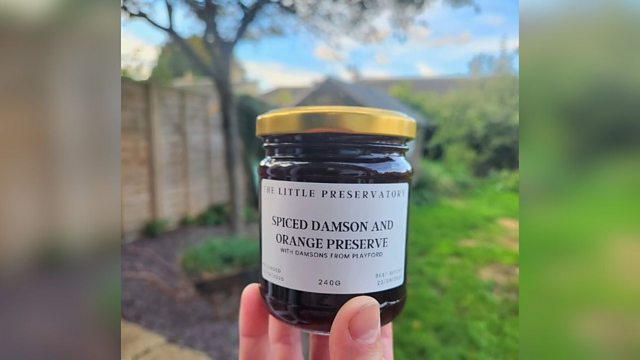 THE LITTLE PRESERVATORY
SPICED DAMSON AND
ORANGE PRESERVE
WITH DAMSONS FROM PLAYFORD
240G